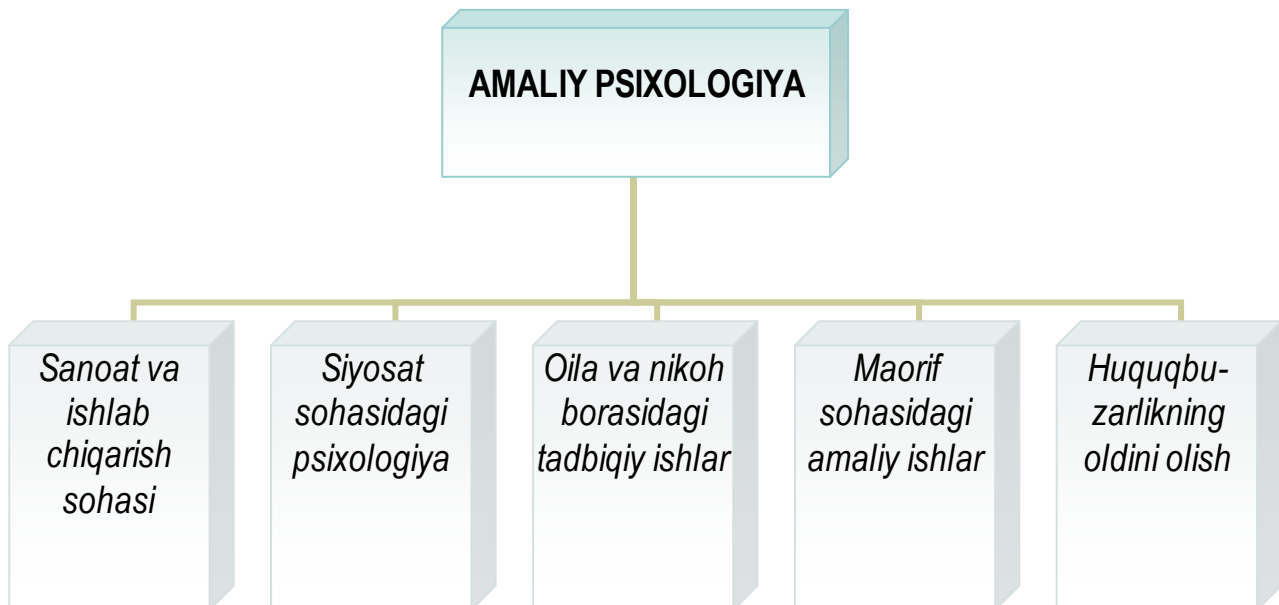 AMALIY PSIXOLOGIYA
Sanoat va
ishlab
chiqarish
sohasi
Siyosat
sohasidagi
psixologiya
Oila va nikoh
borasidagi
tadbiqiy ishlar
Maorif
sohasidagi
amaliy ishlar
Huquqbu-
zarlikning
oldini olish